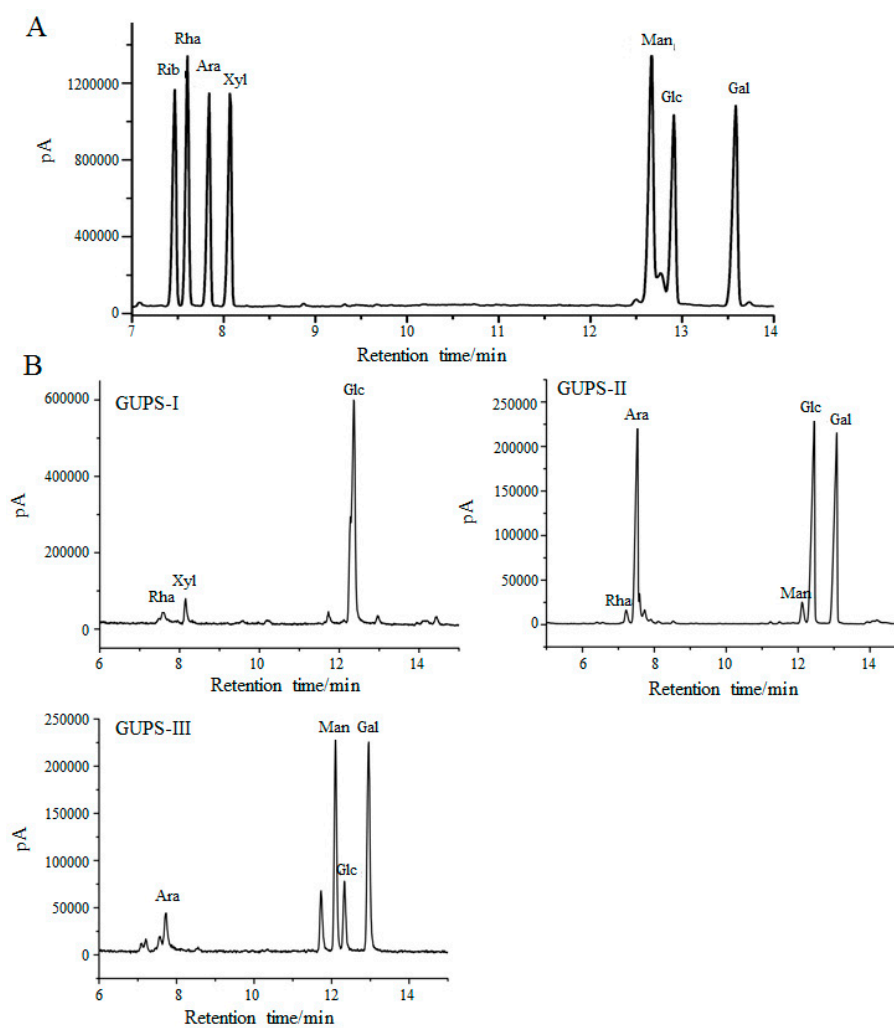 A
Rha
Rib
Ara
Xyl
Man
Glc
Gal
1200000
800000
400000
0
pA
7
8
9
10
11
12
13
14
Retention time/min
B
GUPS-I
Glc
600000
400000
200000
0
pA
Rha
Xyl
6
8
10
12
14
Retention time/min
GUPS-II
Ara
Glc
Gal
250000
200000
150000
100000
50000
0
pA
Rha
Man
6
8
10
12
14
Retention time/min
GUPS-III
Man
Gal
250000
200000
150000
100000
50000
0
pA
Ara
Glc
6
8
10
12
14
Retention time/min